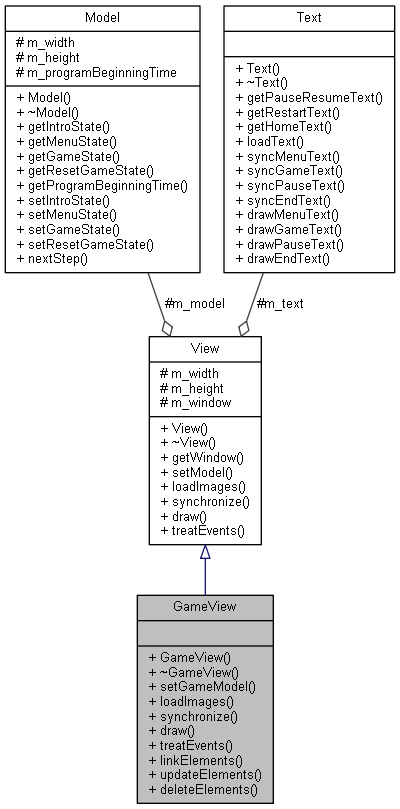 Model
# m_width
# m_height
# m_programBeginningTime
+ Model()
+ ~Model()
+ getIntroState()
+ getMenuState()
+ getGameState()
+ getResetGameState()
+ getProgramBeginningTime()
+ setIntroState()
+ setMenuState()
+ setGameState()
+ setResetGameState()
+ nextStep()
Text
+ Text()
+ ~Text()
+ getPauseResumeText()
+ getRestartText()
+ getHomeText()
+ loadText()
+ syncMenuText()
+ syncGameText()
+ syncPauseText()
+ syncEndText()
+ drawMenuText()
+ drawGameText()
+ drawPauseText()
+ drawEndText()
#m_model
#m_text
View
# m_width
# m_height
# m_window
+ View()
+ ~View()
+ getWindow()
+ setModel()
+ loadImages()
+ synchronize()
+ draw()
+ treatEvents()
GameView
+ GameView()
+ ~GameView()
+ setGameModel()
+ loadImages()
+ synchronize()
+ draw()
+ treatEvents()
+ linkElements()
+ updateElements()
+ deleteElements()